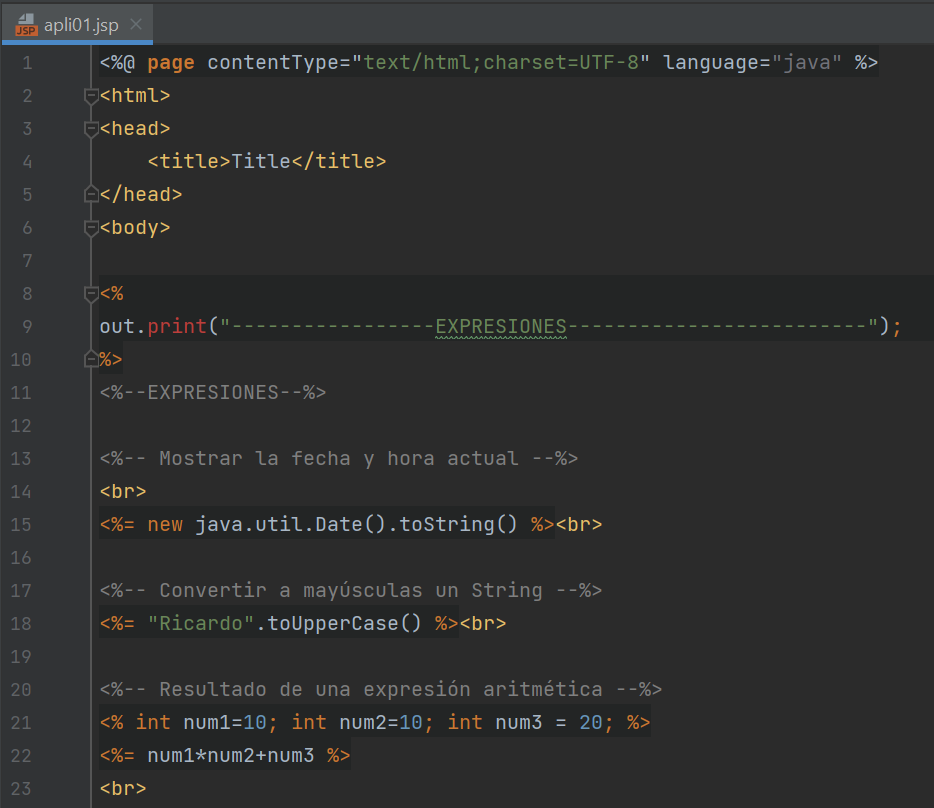 JSP apli01.jsp
1 <%@ page contentType="text/html;charset=UTF-8" language="java" %>
2 <html>
3 <head>
4     <title>Title</title>
5 </head>
6 <body>
7
8 <%
9 out.print("-----------------EXPRESIONES-------------------------");
10 %>
11 <%--EXPRESIONES--%>
12
13 <%-- Mostrar la fecha y hora actual --%>
14 <br>
15 <%= new java.util.Date().toString() %><br>
16
17 <%-- Convertir a mayúsculas un String --%>
18 <%= "Ricardo".toUpperCase() %><br>
19
20 <%-- Resultado de una expresión aritmética --%>
21 <% int num1=10; int num2=10; int num3 = 20; %>
22 <%= num1*num2+num3 %>
23 <br>